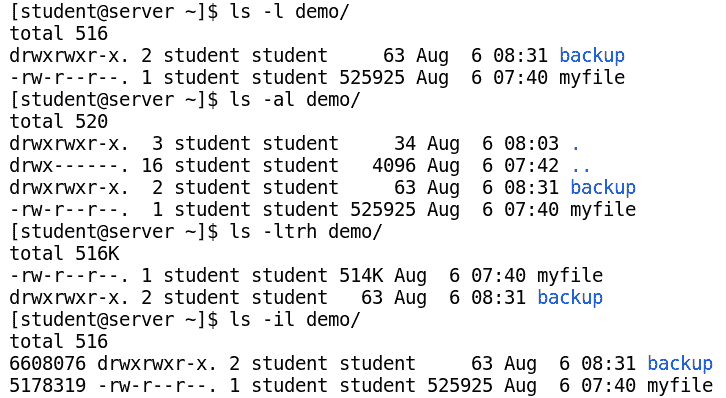 [student@server ~]$ ls -l demo/
total 516
drwxrwxr-x. 2 student student     63 Aug  6 08:31 backup
-rw-r--r--. 1 student student 525925 Aug  6 07:40 myfile
[student@server ~]$ ls -al demo/
total 520
drwxrwxr-x.  3 student student     34 Aug  6 08:03 .
drwx------. 16 student student   4096 Aug  6 07:42 ..
drwxrwxr-x.  2 student student     63 Aug  6 08:31 backup
-rw-r--r--.  1 student student 525925 Aug  6 07:40 myfile
[student@server ~]$ ls -ltrh demo/
total 516K
-rw-r--r--. 1 student student 514K Aug  6 07:40 myfile
drwxrwxr-x. 2 student student   63 Aug  6 08:31 backup
[student@server ~]$ ls -il demo/
total 516
6608076 drwxrwxr-x. 2 student student     63 Aug  6 08:31 backup
5178319 -rw-r--r--. 1 student student 525925 Aug  6 07:40 myfile